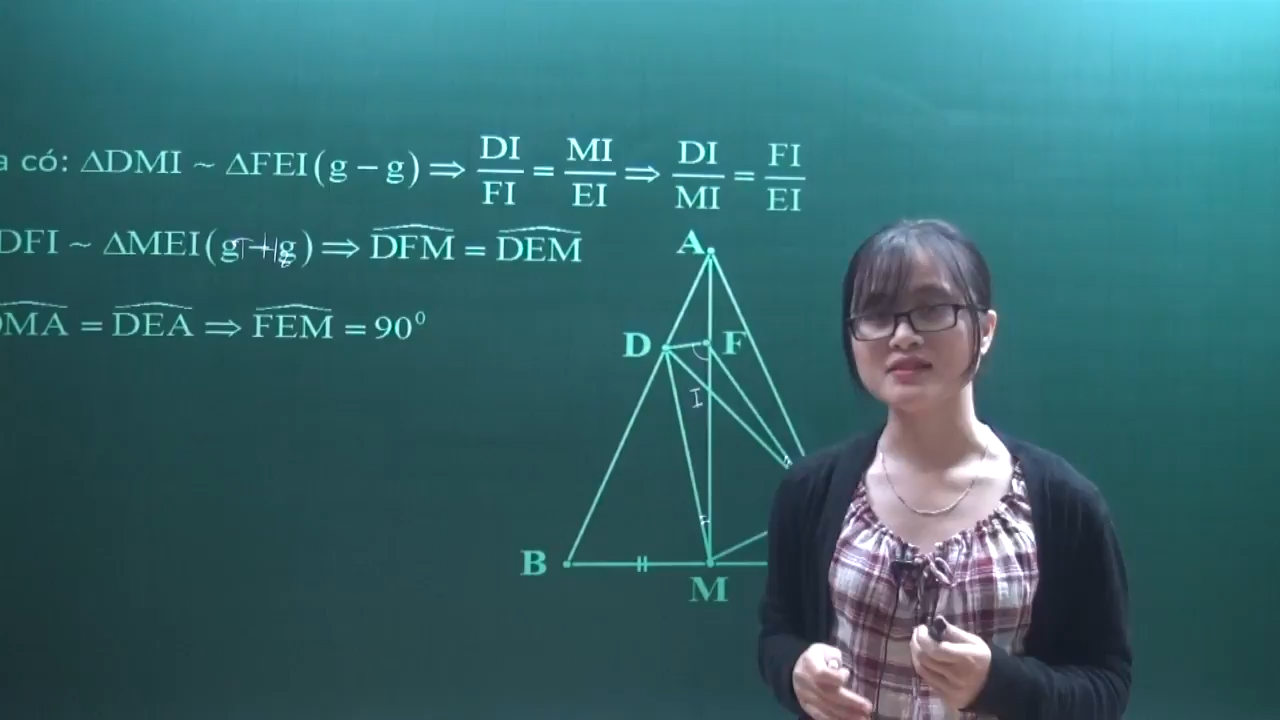 a có: ΔDMI ~ ΔFEI(g − g) ⇒ DI/FI = MI/EI ⇒ DI/MI = FI/EI
DFI ~ ΔMEI( ) ⇒ DFM = DEM
MA = DEA ⇒ FEM = 90⁰
A
D
F
I
B
M